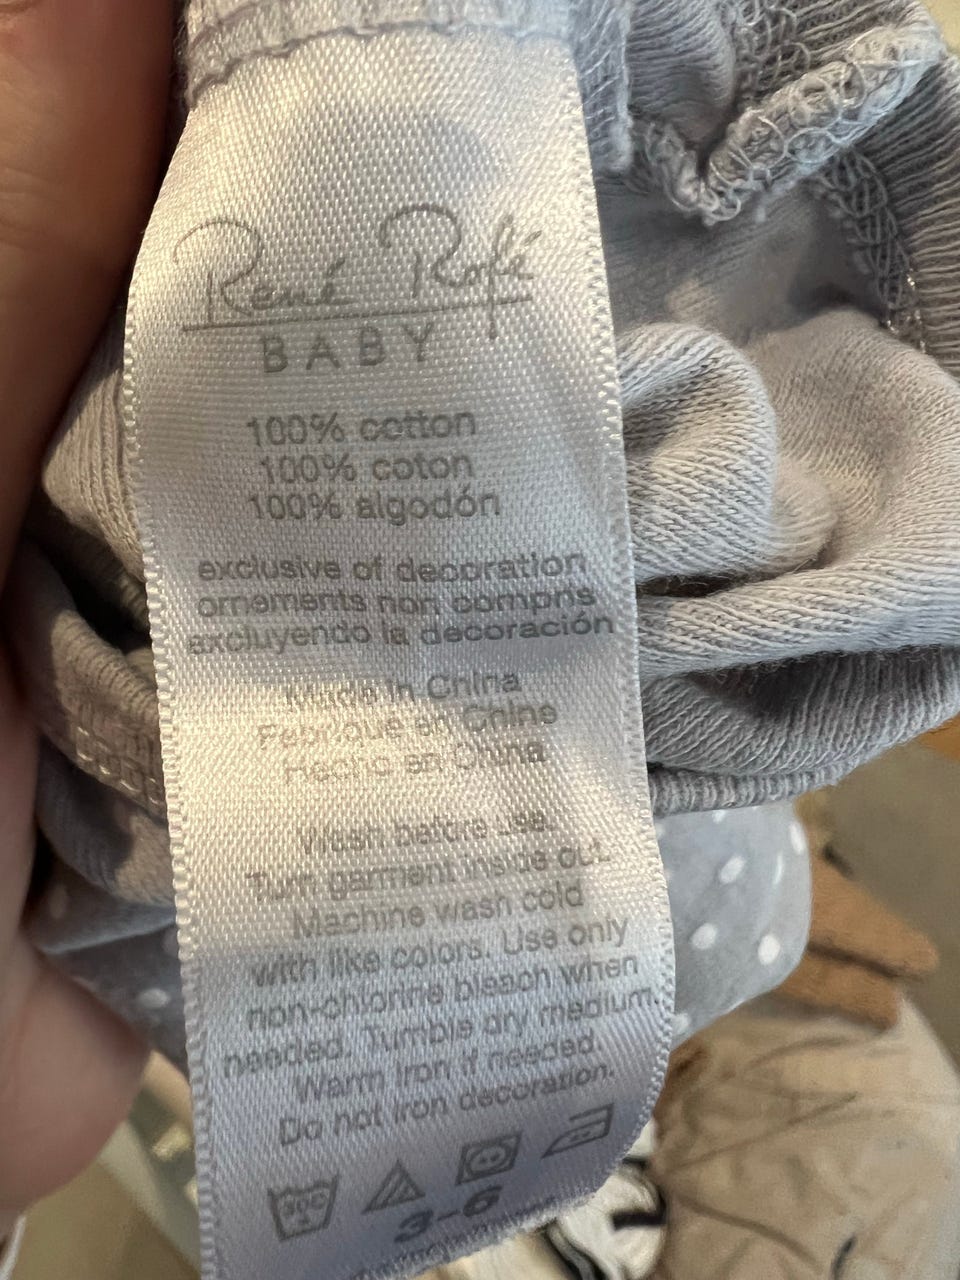 René Rofé
BABY
100% cotton
100% coton
100% algodón
exclusive of decoration
ornements non compris
excluyendo la decoración
Made in China
Fabriqué en Chine
Hecho en China
Wash before use.
Turn garment inside out.
Machine wash cold
with like colors. Use only
non-chlorine bleach when
needed. Tumble dry medium.
Warm Iron if needed.
Do not iron decoration.
3-6